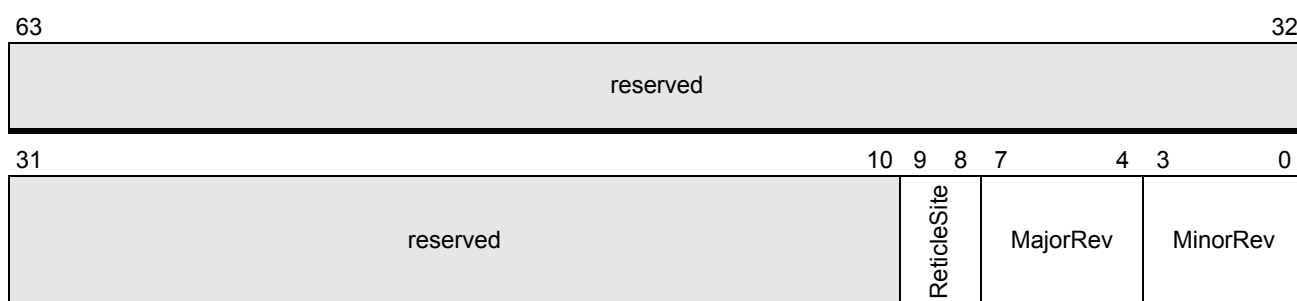 63 32
reserved
31 10 9 8 7 4 3 0
reserved ReticleSite MajorRev MinorRev